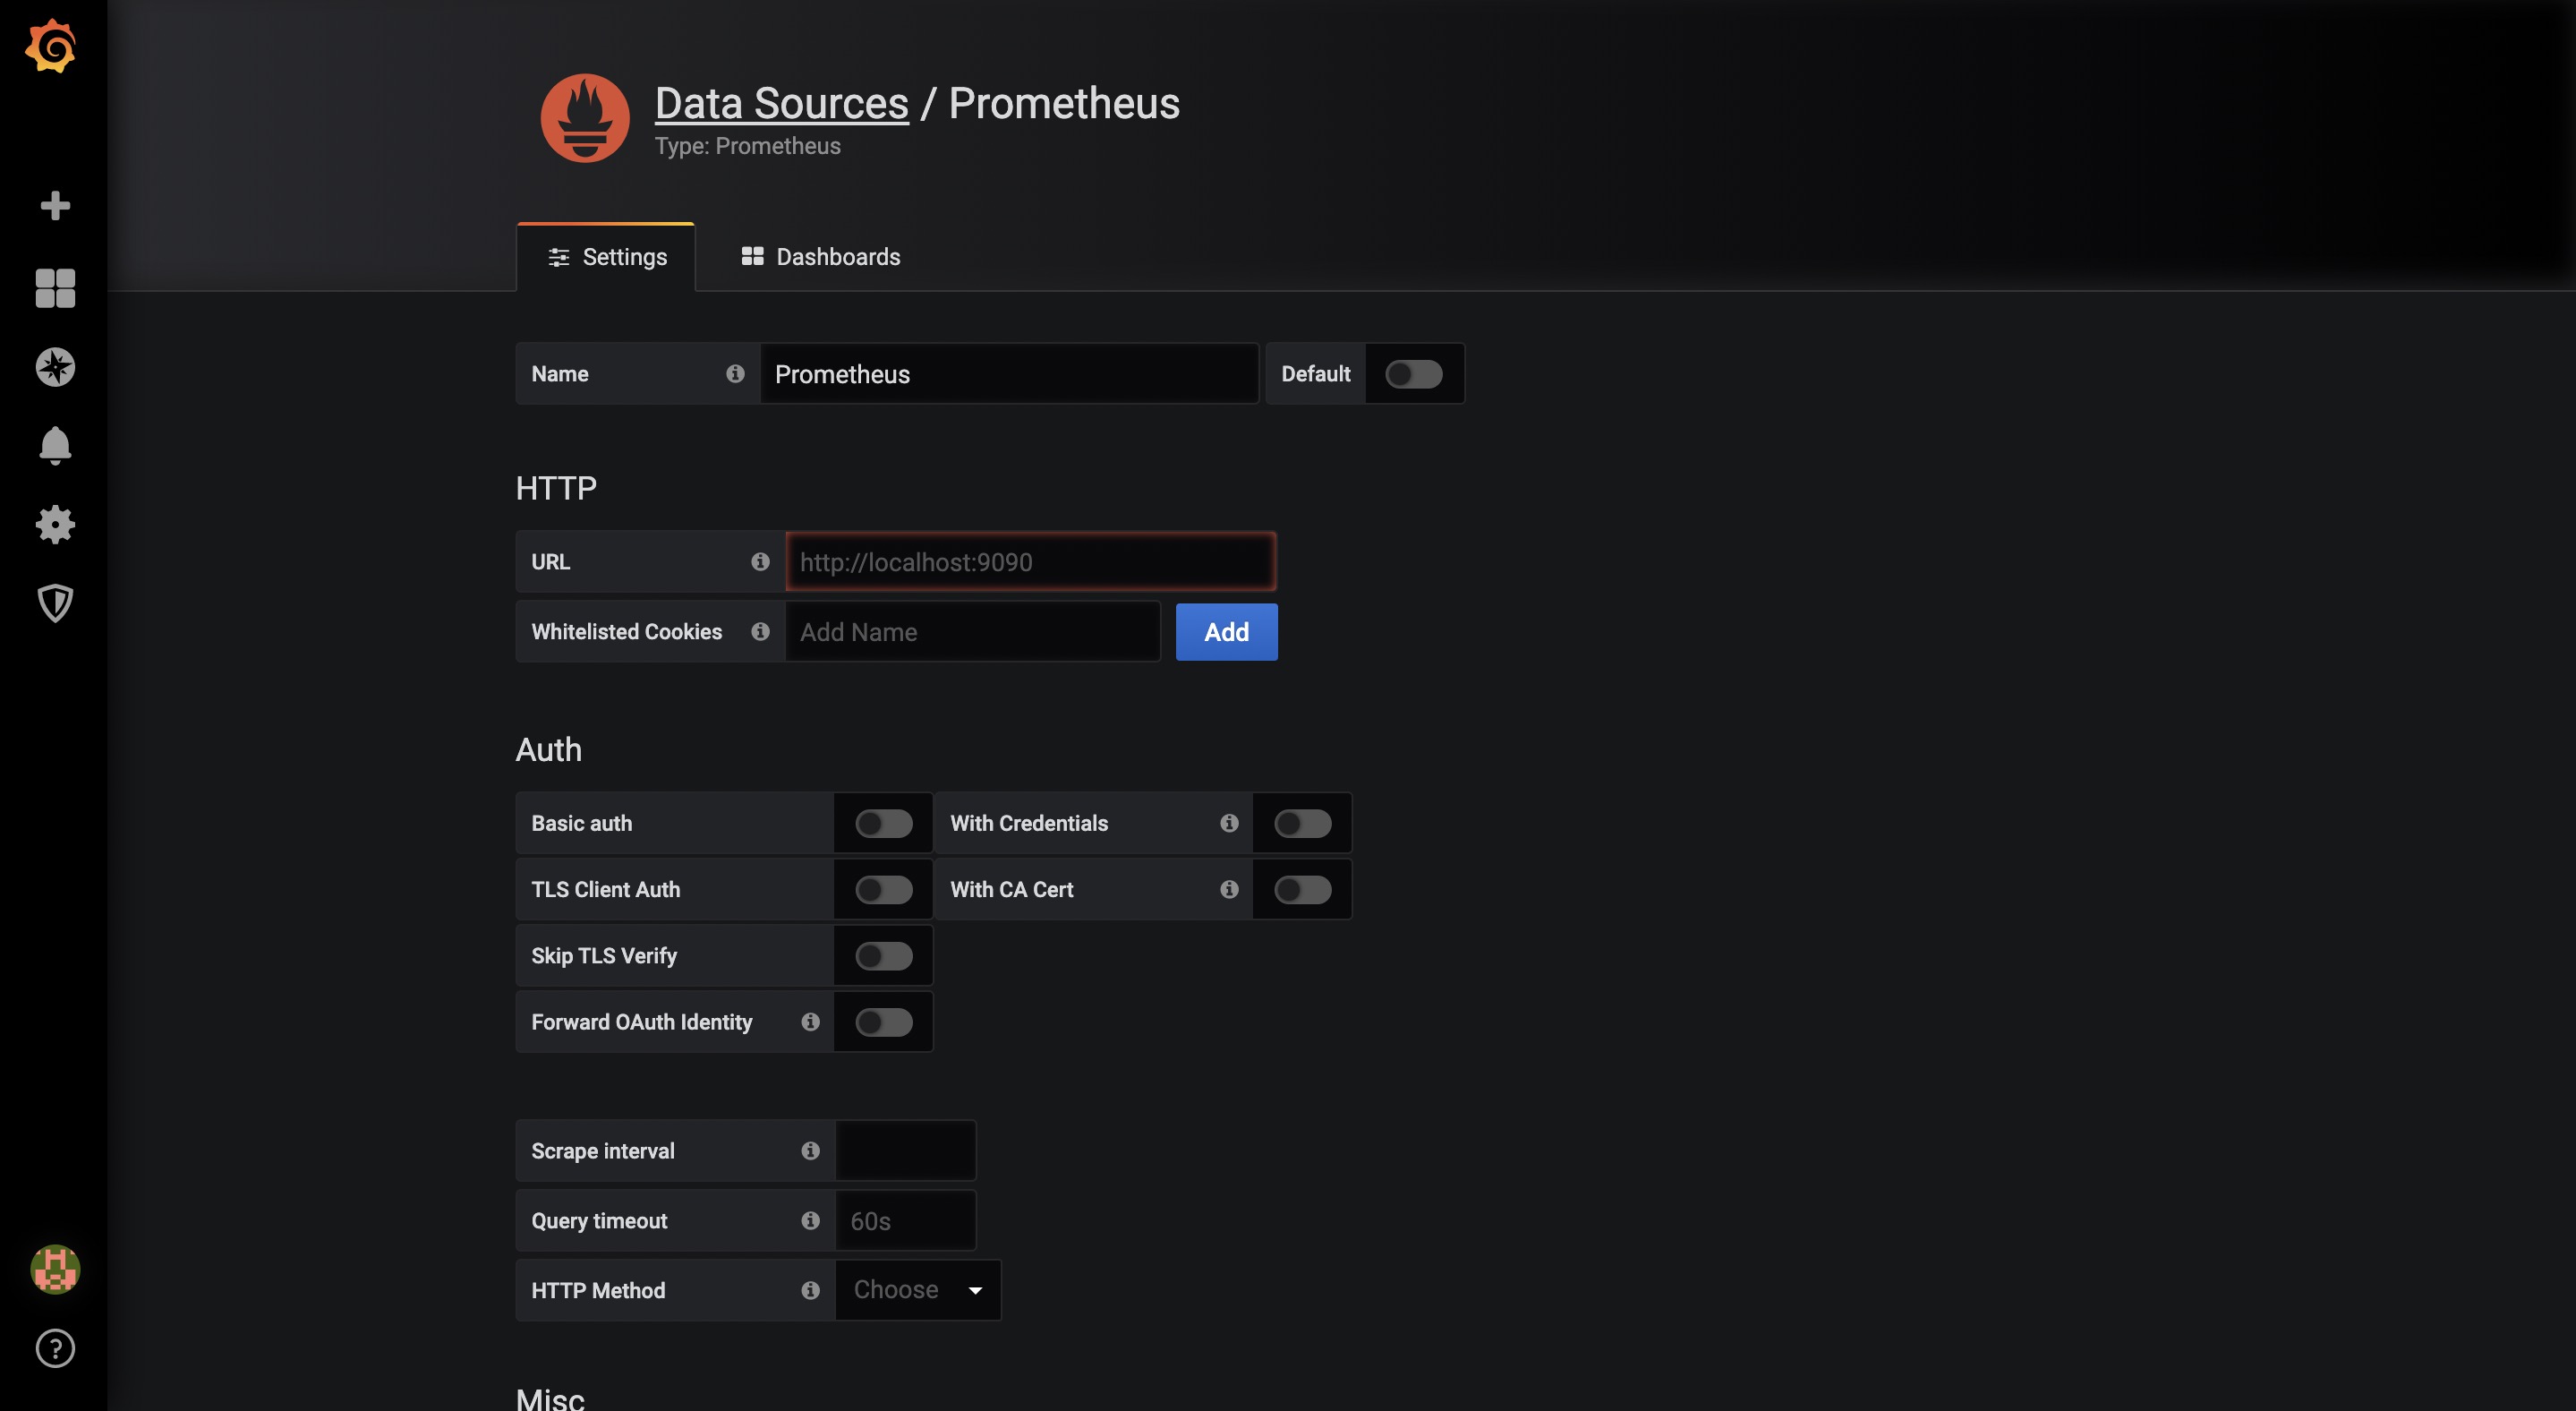 Data Sources / Prometheus
Type: Prometheus
Settings Dashboards
Name Prometheus Default
HTTP
URL http://localhost:9090
Whitelisted Cookies Add Name Add
Auth
Basic auth With Credentials
TLS Client Auth With CA Cert
Skip TLS Verify
Forward OAuth Identity
Scrape interval
Query timeout 60s
HTTP Method Choose
Misc